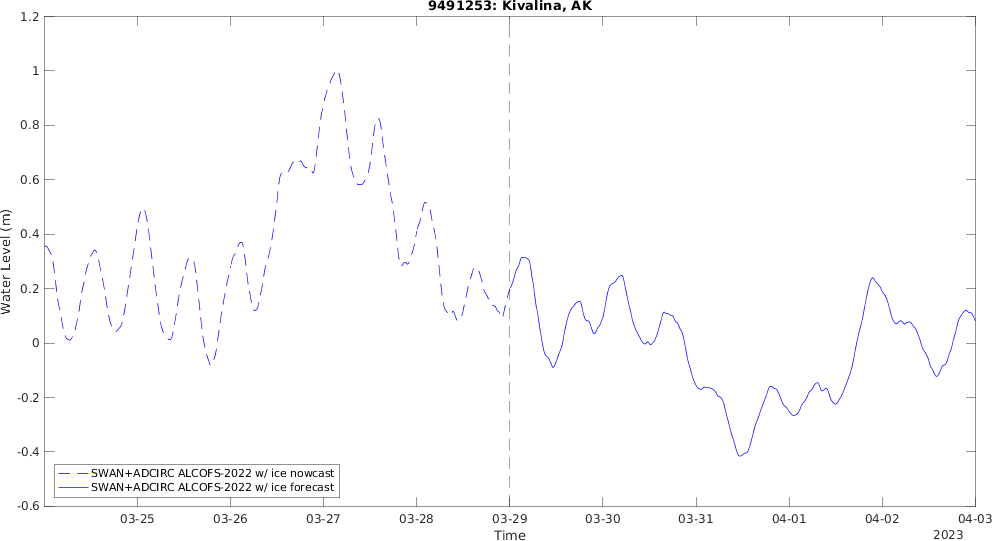 9491253: Kivalina, AK
1.2
1
0.8
0.6
0.4
0.2
0
-0.2
-0.4
-0.6
Water Level (m)
SWAN+ADCIRC ALCOFS-2022 w/ ice nowcast
SWAN+ADCIRC ALCOFS-2022 w/ ice forecast
03-25 03-26 03-27 03-28 03-29 03-30 03-31 04-01 04-02 04-03
Time
2023